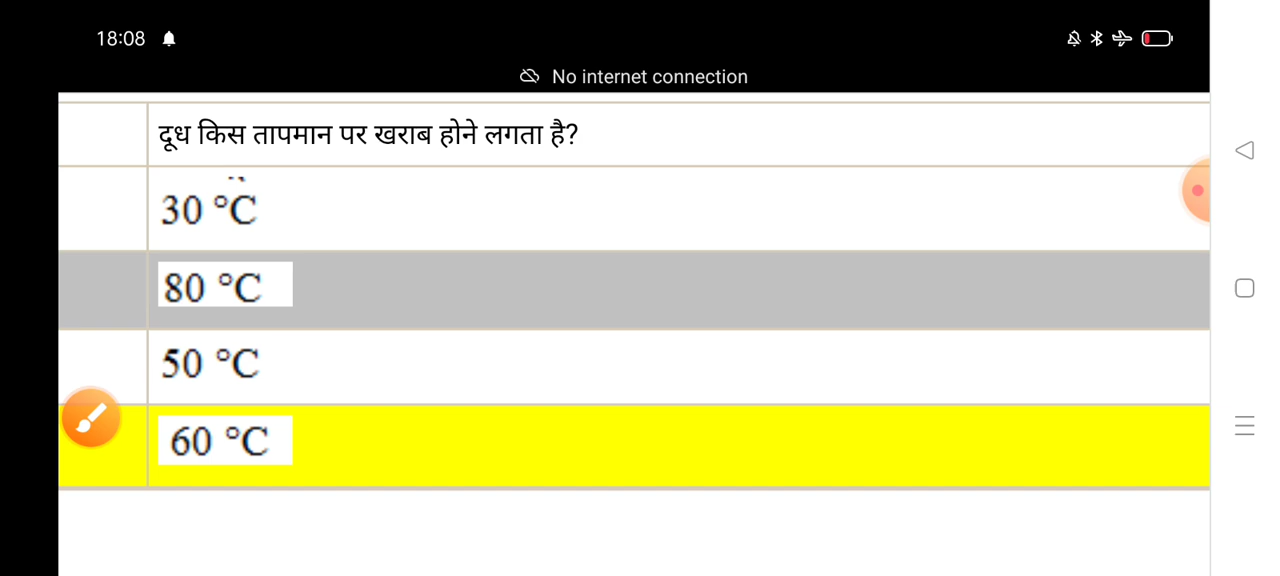 18:08
No internet connection
दूध किस तापमान पर खराब होने लगता है?
30 °C
80 °C
50 °C
60 °C